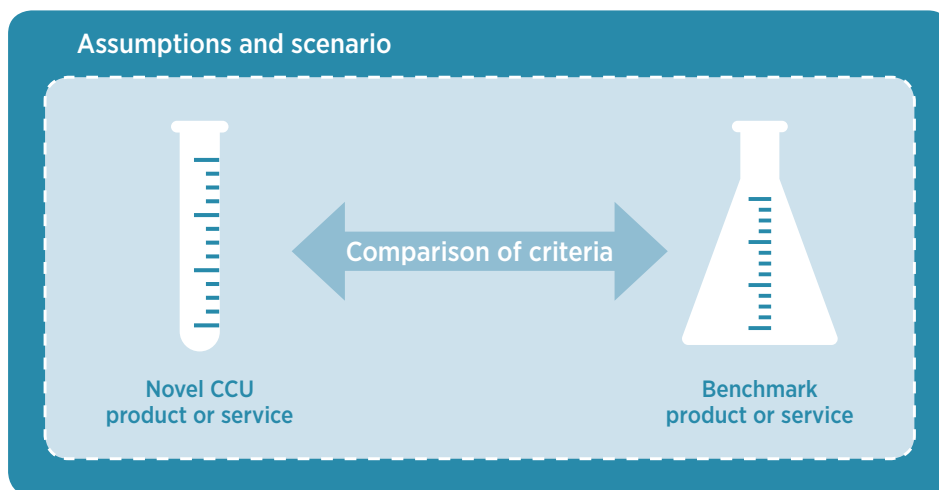 Assumptions and scenario
Comparison of criteria
Novel CCU
product or service
Benchmark
product or service